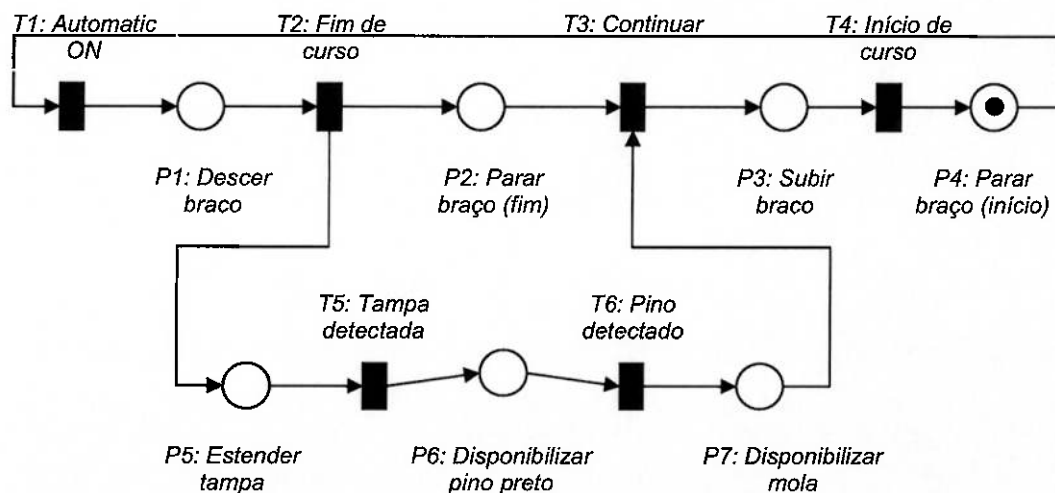 T1: Automatic
ON
T2: Fim de
curso
T3: Continuar
T4: Início de
curso
P1: Descer
braco
P2: Parar
braço (fim)
P3: Subir
braco
P4: Parar
braço (início)
T5: Tampa
detectada
T6: Pino
detectado
P5: Estender
tampa
P6: Disponibilizar
pino preto
P7: Disponibilizar
mola